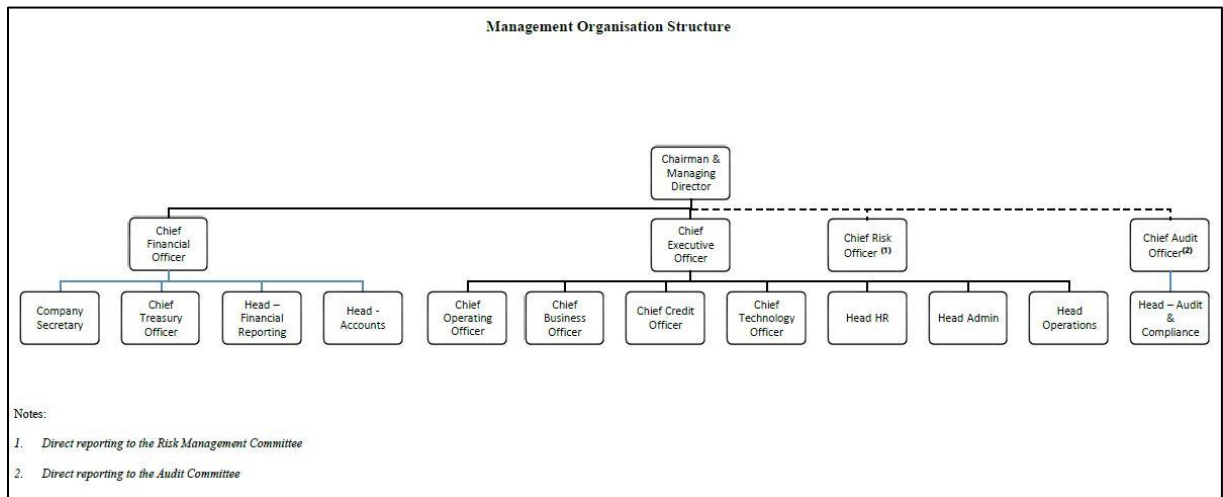 Management Organisation Structure
Chairman &
Managing
Director
Chief
Financial
Officer
Chief
Executive
Officer
Chief Risk
Officer (1)
Chief Audit
Officer(2)
Company
Secretary
Chief
Treasury
Officer
Head –
Financial
Reporting
Head -
Accounts
Chief
Operating
Officer
Chief
Business
Officer
Chief Credit
Officer
Chief
Technology
Officer
Head HR
Head Admin
Head
Operations
Head – Audit
&
Compliance
Notes:
1. Direct reporting to the Risk Management Committee
2. Direct reporting to the Audit Committee